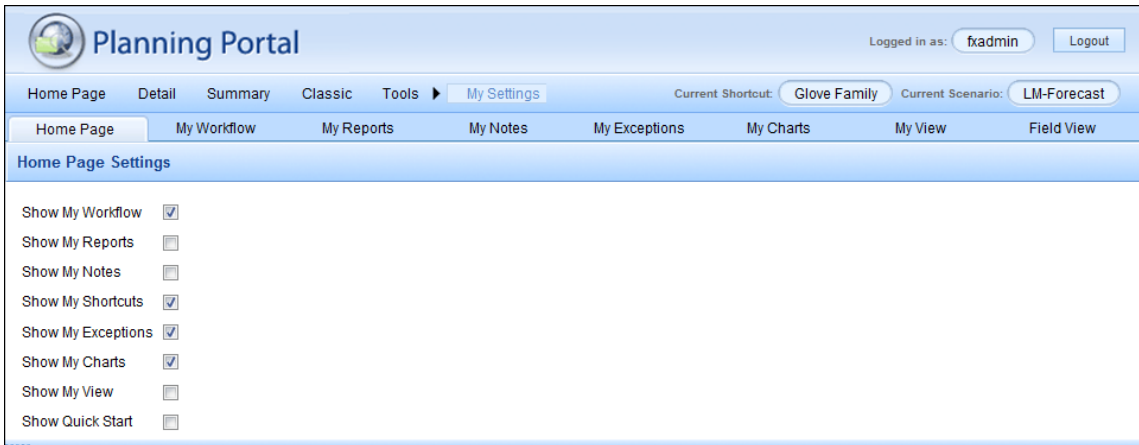 Planning Portal
Logged in as: fxadmin Logout
Home Page Detail Summary Classic Tools My Settings Current Shortcut: Glove Family Current Scenario: LM-Forecast
Home Page My Workflow My Reports My Notes My Exceptions My Charts My View Field View
Home Page Settings
Show My Workflow
Show My Reports
Show My Notes
Show My Shortcuts
Show My Exceptions
Show My Charts
Show My View
Show Quick Start